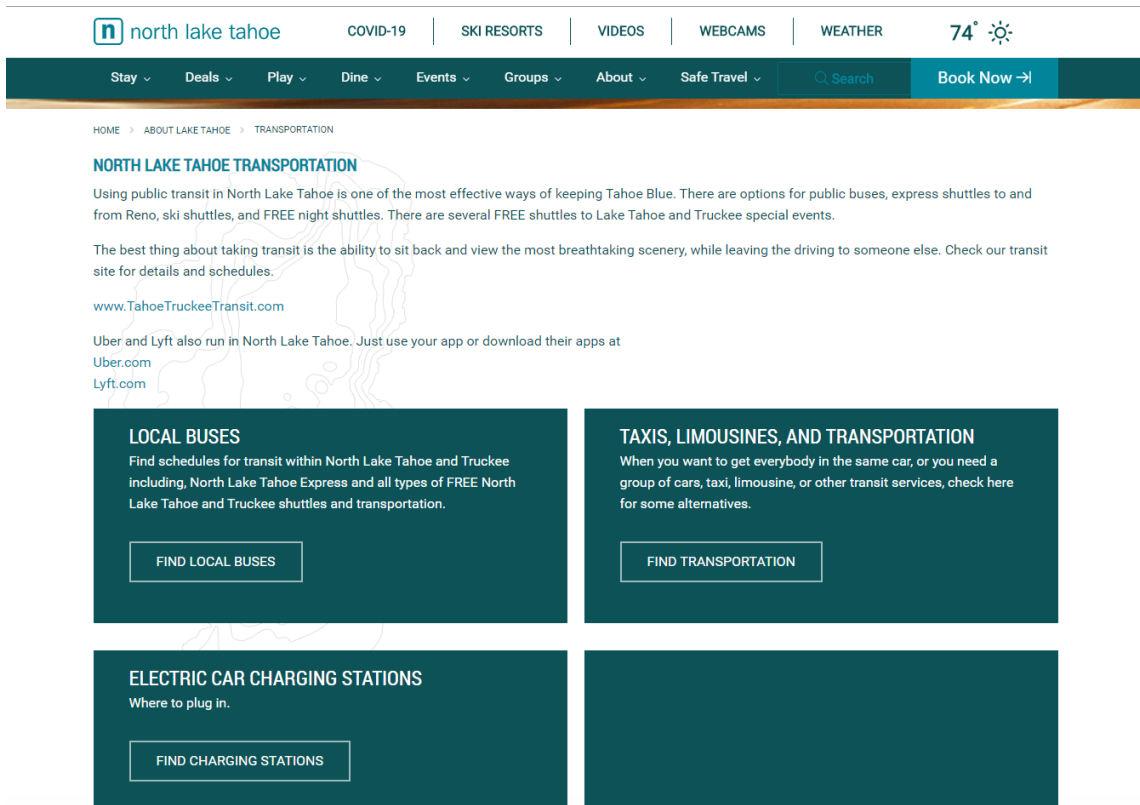 n north lake tahoe
COVID-19 SKI RESORTS VIDEOS WEBCAMS WEATHER 74°
Stay Deals Play Dine Events Groups About Safe Travel Search Book Now
HOME > ABOUT LAKE TAHOE > TRANSPORTATION
NORTH LAKE TAHOE TRANSPORTATION
Using public transit in North Lake Tahoe is one of the most effective ways of keeping Tahoe Blue. There are options for public buses, express shuttles to and
from Reno, ski shuttles, and FREE night shuttles. There are several FREE shuttles to Lake Tahoe and Truckee special events.
The best thing about taking transit is the ability to sit back and view the most breathtaking scenery, while leaving the driving to someone else. Check our transit
site for details and schedules.
www.TahoeTruckeeTransit.com
Uber and Lyft also run in North Lake Tahoe. Just use your app or download their apps at
Uber.com
Lyft.com
LOCAL BUSES
Find schedules for transit within North Lake Tahoe and Truckee
including, North Lake Tahoe Express and all types of FREE North
Lake Tahoe and Truckee shuttles and transportation.
FIND LOCAL BUSES
TAXIS, LIMOUSINES, AND TRANSPORTATION
When you want to get everybody in the same car, or you need a
group of cars, taxi, limousine, or other transit services, check here
for some alternatives.
FIND TRANSPORTATION
ELECTRIC CAR CHARGING STATIONS
Where to plug in.
FIND CHARGING STATIONS